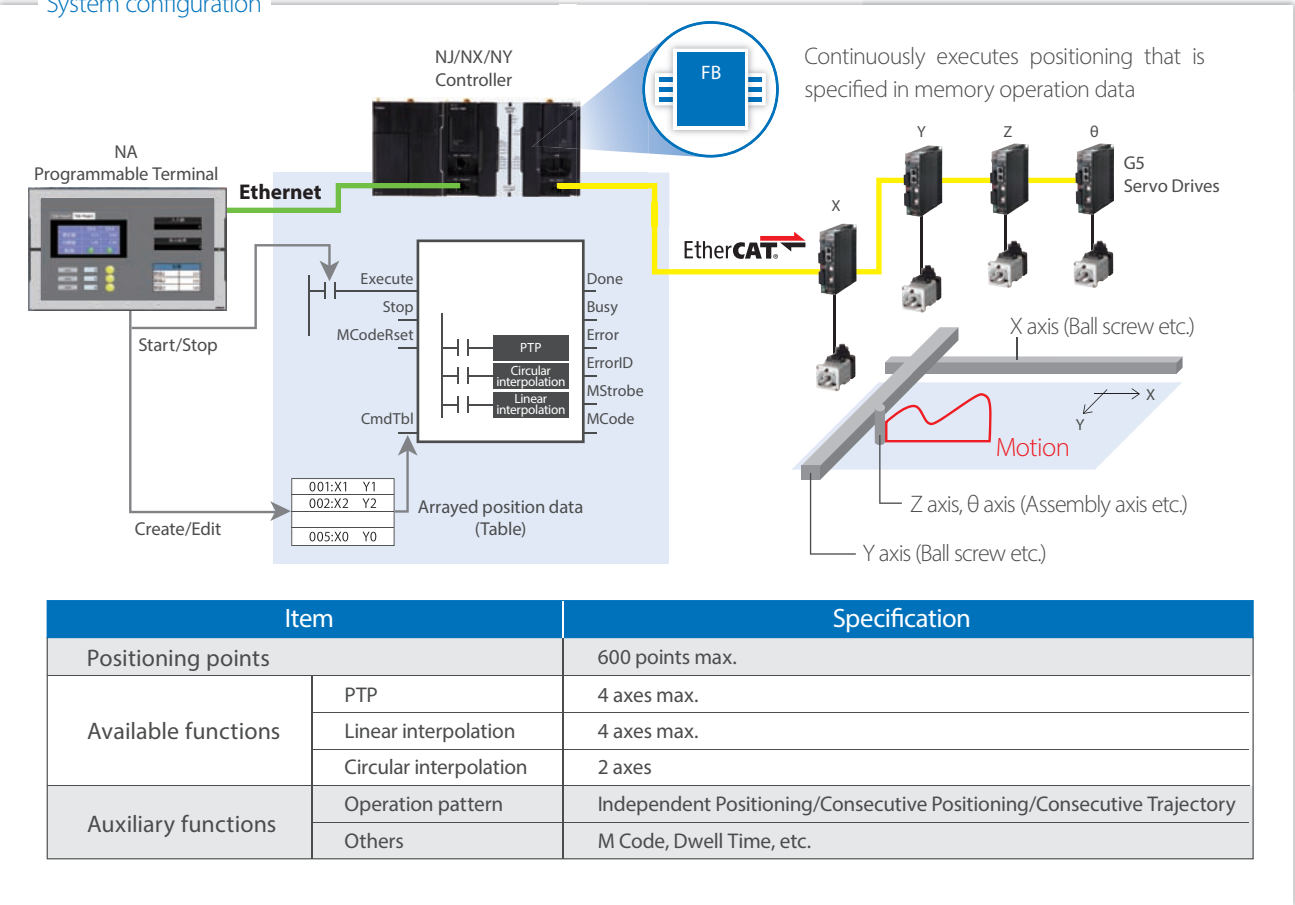 System configuration
NJ/NX/NY
Controller
FB
Continuously executes positioning that is
specified in memory operation data
NA
Programmable Terminal
Ethernet
Y
Z
θ
G5
Servo Drives
X
EtherCAT®
Execute
Stop
MCodeRset
CmdTbl
PTP
Circular
interpolation
Linear
interpolation
Done
Busy
Error
ErrorID
MStrobe
MCode
Start/Stop
Create/Edit
001:X1 Y1
002:X2 Y2
005:X0 Y0
Arrayed position data
(Table)
X axis (Ball screw etc.)
X
Y
Motion
Z axis, θ axis (Assembly axis etc.)
Y axis (Ball screw etc.)
Item Specification
Positioning points 600 points max.
Available functions
PTP 4 axes max.
Linear interpolation 4 axes max.
Circular interpolation 2 axes
Auxiliary functions
Operation pattern Independent Positioning/Consecutive Positioning/Consecutive Trajectory
Others M Code, Dwell Time, etc.